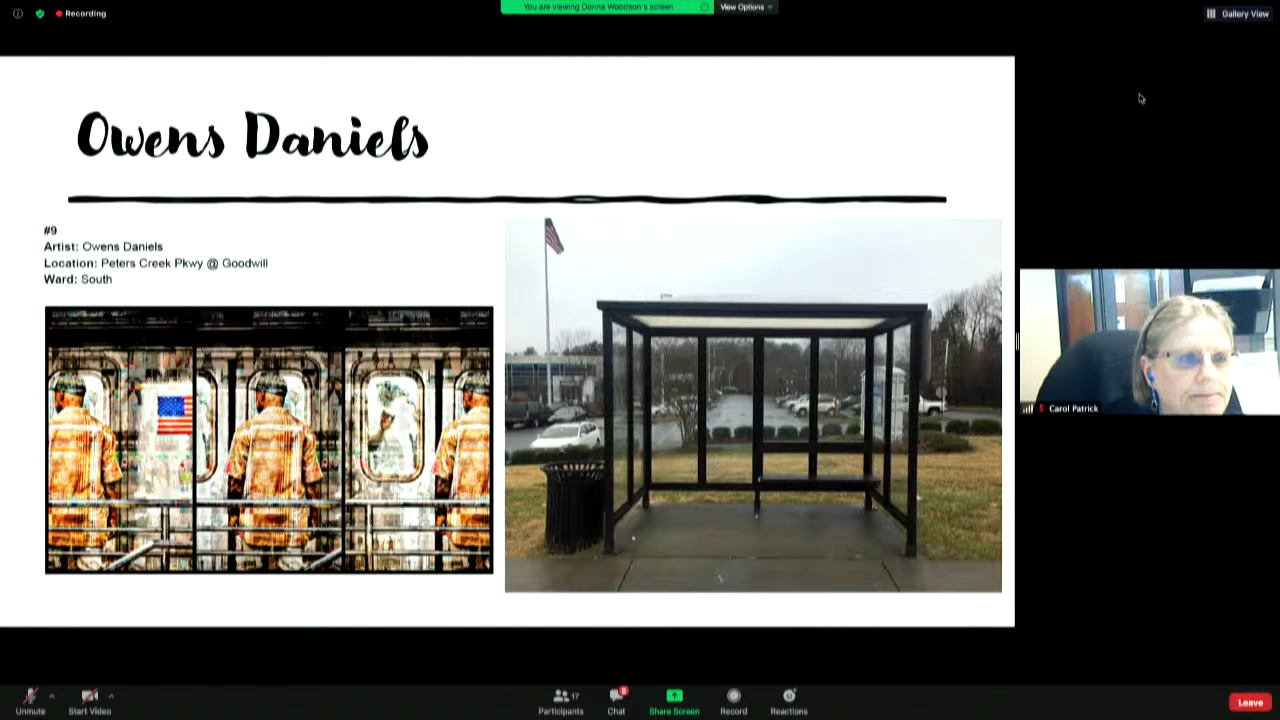 Recording
You are viewing Donna Woodson's screen
View Options
Gallery View
Owens Daniels
#9
Artist: Owens Daniels
Location: Peters Creek Pkwy @ Goodwill
Ward: South
Carol Patrick
Unmute
Start Video
Participants
17
Chat
Share Screen
Record
Reactions
Leave